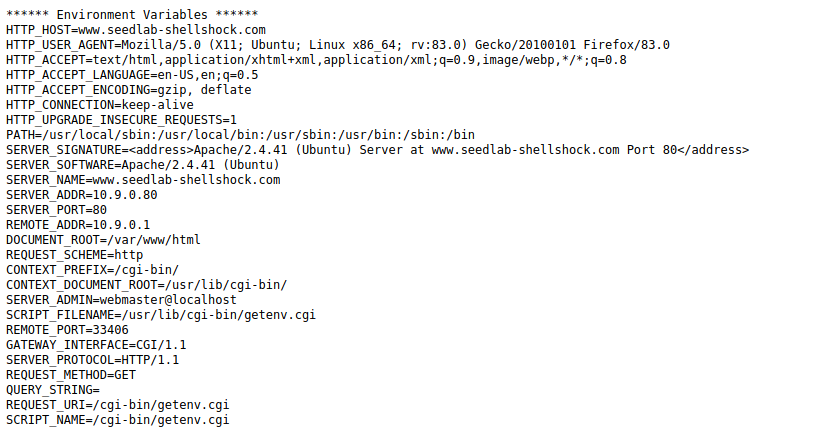 ****** Environment Variables ******
HTTP_HOST=www.seedlab-shellshock.com
HTTP_USER_AGENT=Mozilla/5.0 (X11; Ubuntu; Linux x86_64; rv:83.0) Gecko/20100101 Firefox/83.0
HTTP_ACCEPT=text/html,application/xhtml+xml,application/xml;q=0.9,image/webp,*/*;q=0.8
HTTP_ACCEPT_LANGUAGE=en-US,en;q=0.5
HTTP_ACCEPT_ENCODING=gzip, deflate
HTTP_CONNECTION=keep-alive
HTTP_UPGRADE_INSECURE_REQUESTS=1
PATH=/usr/local/sbin:/usr/local/bin:/usr/sbin:/usr/bin:/sbin:/bin
SERVER_SIGNATURE=<address>Apache/2.4.41 (Ubuntu) Server at www.seedlab-shellshock.com Port 80</address>
SERVER_SOFTWARE=Apache/2.4.41 (Ubuntu)
SERVER_NAME=www.seedlab-shellshock.com
SERVER_ADDR=10.9.0.80
SERVER_PORT=80
REMOTE_ADDR=10.9.0.1
DOCUMENT_ROOT=/var/www/html
REQUEST_SCHEME=http
CONTEXT_PREFIX=/cgi-bin/
CONTEXT_DOCUMENT_ROOT=/usr/lib/cgi-bin/
SERVER_ADMIN=webmaster@localhost
SCRIPT_FILENAME=/usr/lib/cgi-bin/getenv.cgi
REMOTE_PORT=33406
GATEWAY_INTERFACE=CGI/1.1
SERVER_PROTOCOL=HTTP/1.1
REQUEST_METHOD=GET
QUERY_STRING=
REQUEST_URI=/cgi-bin/getenv.cgi
SCRIPT_NAME=/cgi-bin/getenv.cgi